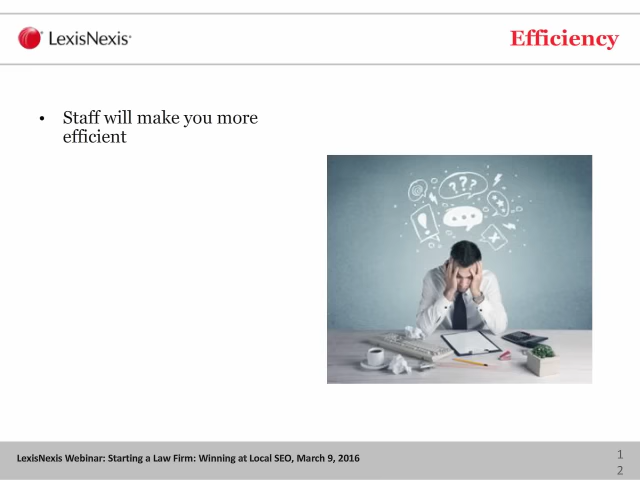 LexisNexis®
Efficiency
• Staff will make you more
efficient
???
!
LexisNexis Webinar: Starting a Law Firm: Winning at Local SEO, March 9, 2016
1
2